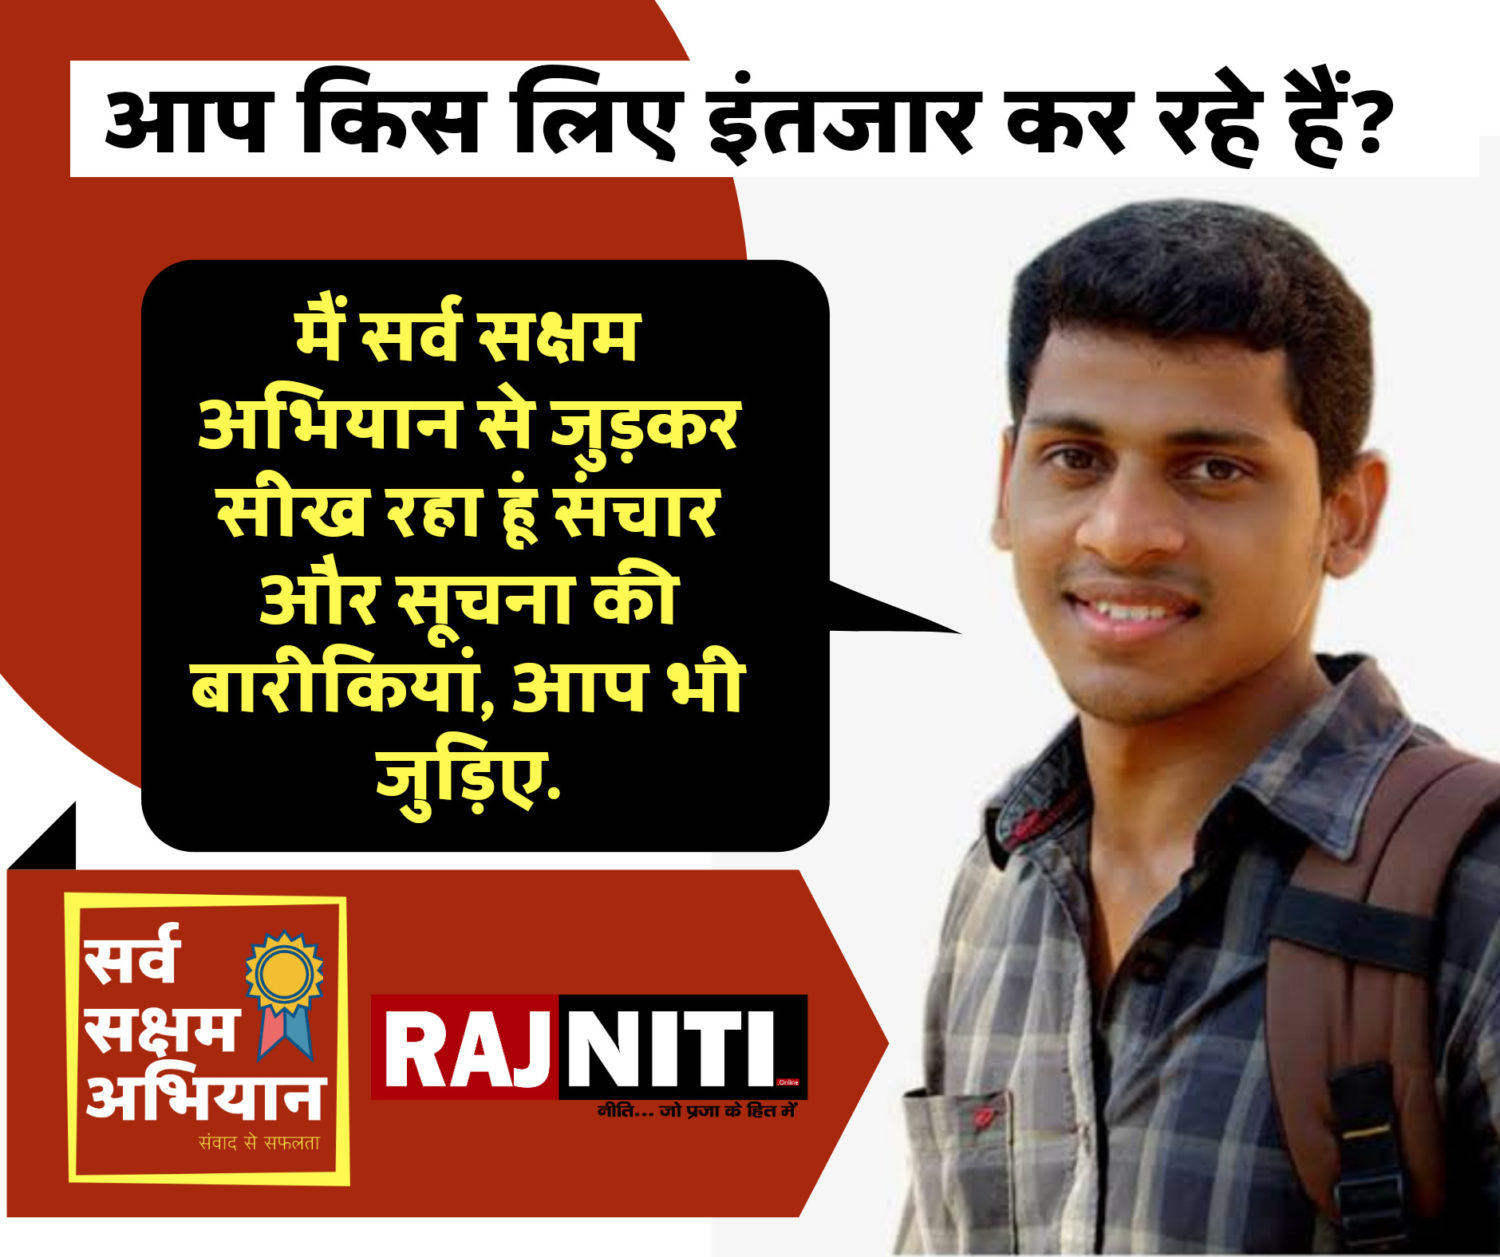 आप किस लिए इंतजार कर रहे हैं?
मैं सर्व सक्षम
अभियान से जुड़कर
सीख रहा हूं संचार
और सूचना की
बारीकियां, आप भी
जुड़िए.
सर्व
सक्षम
अभियान
संवाद से सफलता
RAJNITI
.Online
नीति... जो प्रजा के हित में